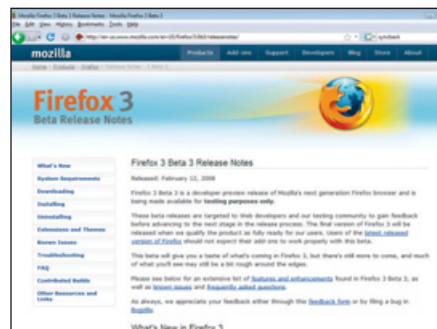 Mozilla Firefox 3 Beta 3 Release Notes - Mozilla Firefox 3 Beta 3
File Edit View History Bookmarks Tools Help
syncback
mozilla
Products Add-ons Support Developers Blog Store About
Firefox 3
Beta Release Notes
What's New
System Requirements
Downloading
Installing
Uninstalling
Extensions and Themes
Known Issues
Troubleshooting
FAQ
Contributed Builds
Other Resources and
Links
Firefox 3 Beta 3 Release Notes
Released: February 12, 2008
Firefox 3 Beta 3 is a developer preview release of Mozilla's next generation Firefox browser and is
being made available for testing purposes only.
These beta releases are targeted to Web developers and our testing community to gain feedback
before advancing to the next stage in the release process. The final version of Firefox 3 will be
released when we qualify the product as fully ready for our users. Users of the latest released
version of Firefox should not expect their add-ons to work properly with this beta.
This beta will give you a taste of what's coming in Firefox 3, but there's still more to come, and much
of what you'll see may still be a bit rough around the edges.
Please see below for an extensive list of features and enhancements found in Firefox 3 Beta 3, as
well as known issues and frequently asked questions.
As always, we appreciate your feedback either through this feedback form or by filing a bug in
Bugzilla.
What's New in Firefox 3